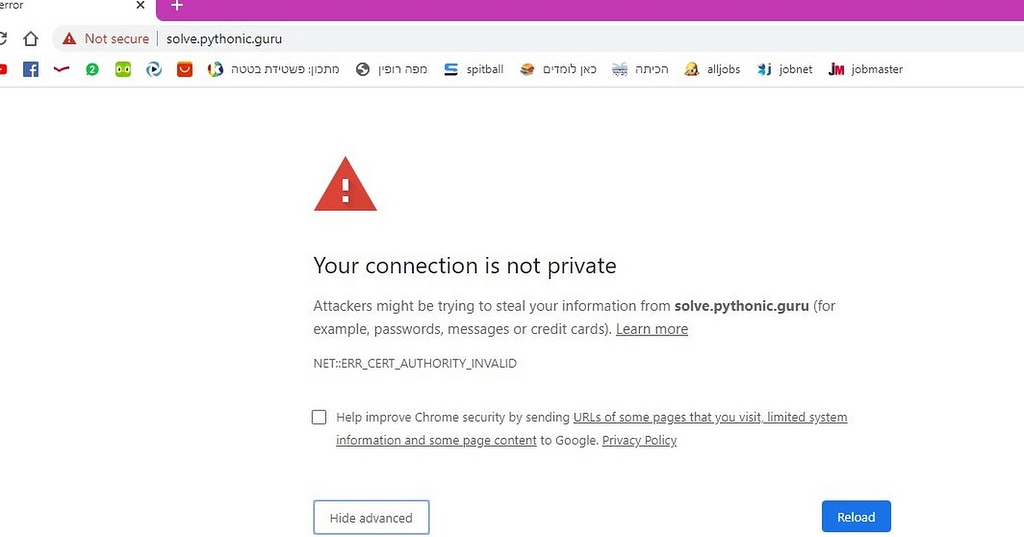 error
Not secure solve.pythonic.guru
מתכון: פשטידת בטטה מפה רופין spitball כאן לומדים הכיתה alljobs jobnet JM jobmaster
Your connection is not private
Attackers might be trying to steal your information from solve.pythonic.guru (for
example, passwords, messages or credit cards). Learn more
NET::ERR_CERT_AUTHORITY_INVALID
Help improve Chrome security by sending URLs of some pages that you visit, limited system
information and some page content to Google. Privacy Policy
Hide advanced Reload